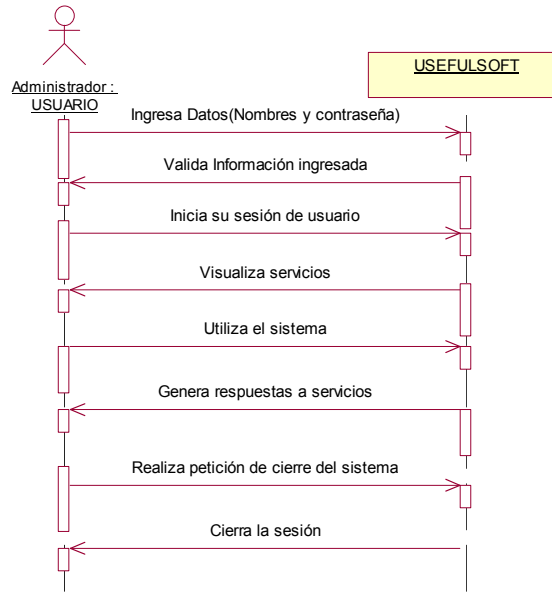 Administrador :
USUARIO
USEFULSOFT
Ingresa Datos(Nombres y contraseña)
Valida Información ingresada
Inicia su sesión de usuario
Visualiza servicios
Utiliza el sistema
Genera respuestas a servicios
Realiza petición de cierre del sistema
Cierra la sesión